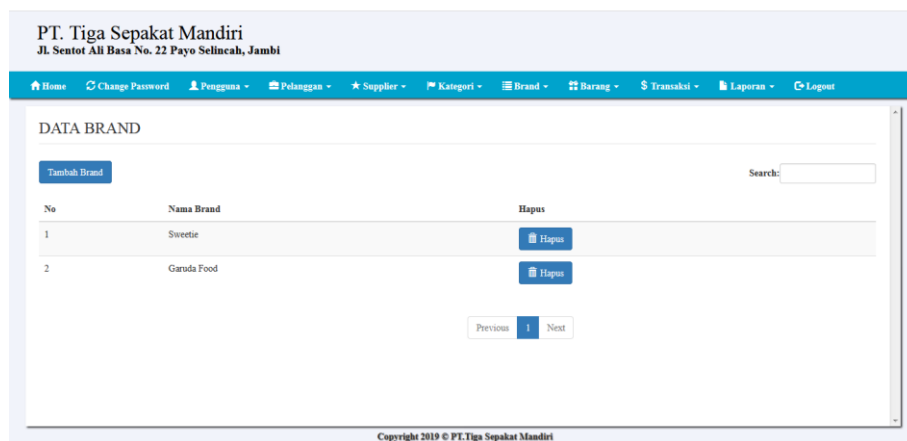 PT. Tiga Sepakat Mandiri
Jl. Sentot Ali Basa No. 22 Payo Selincah, Jambi
Home Change Password Pengguna Pelanggan Supplier Kategori Brand Barang $ Transaksi Laporan Logout
DATA BRAND
Tambah Brand Search:
No Nama Brand Hapus
1 Sweetie Hapus
2 Garuda Food Hapus
Previous 1 Next
Copyright 2019 © PT.Tiga Sepakat Mandiri